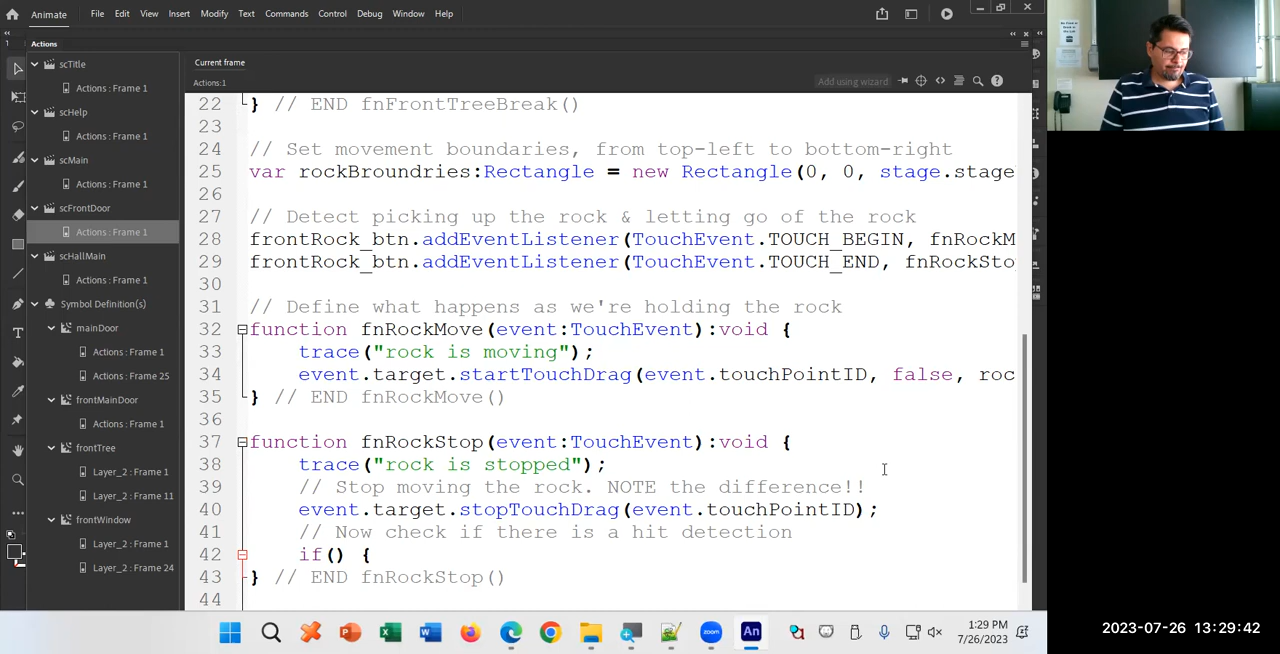 Animate
File Edit View Insert Modify Text Commands Control Debug Window Help
Actions
scTitle
Actions : Frame 1
scHelp
Actions : Frame 1
scMain
Actions : Frame 1
scFrontDoor
Actions : Frame 1
scHallMain
Actions : Frame 1
Symbol Definition(s)
mainDoor
Actions : Frame 1
Actions : Frame 25
frontMainDoor
Actions : Frame 1
frontTree
Layer_2 : Frame 1
Layer_2 : Frame 11
frontWindow
Layer_2 : Frame 1
Layer_2 : Frame 24
Current frame
Actions:1
Add using wizard
22 } // END fnFrontTreeBreak()
23
24 // Set movement boundaries, from top-left to bottom-right
25 var rockBroundries:Rectangle = new Rectangle(0, 0, stage.stage
26
27 // Detect picking up the rock & letting go of the rock
28 frontRock_btn.addEventListener(TouchEvent.TOUCH_BEGIN, fnRockM
29 frontRock_btn.addEventListener(TouchEvent.TOUCH_END, fnRockSto
30
31 // Define what happens as we're holding the rock
32 function fnRockMove(event:TouchEvent):void {
33 trace("rock is moving");
34 event.target.startTouchDrag(event.touchPointID, false, roc
35 } // END fnRockMove()
36
37 function fnRockStop(event:TouchEvent):void {
38 trace("rock is stopped");
39 // Stop moving the rock. NOTE the difference!!
40 event.target.stopTouchDrag(event.touchPointID);
41 // Now check if there is a hit detection
42 if() {
43 } // END fnRockStop()
44
zoom
An
1:29 PM
7/26/2023
2023-07-26 13:29:42